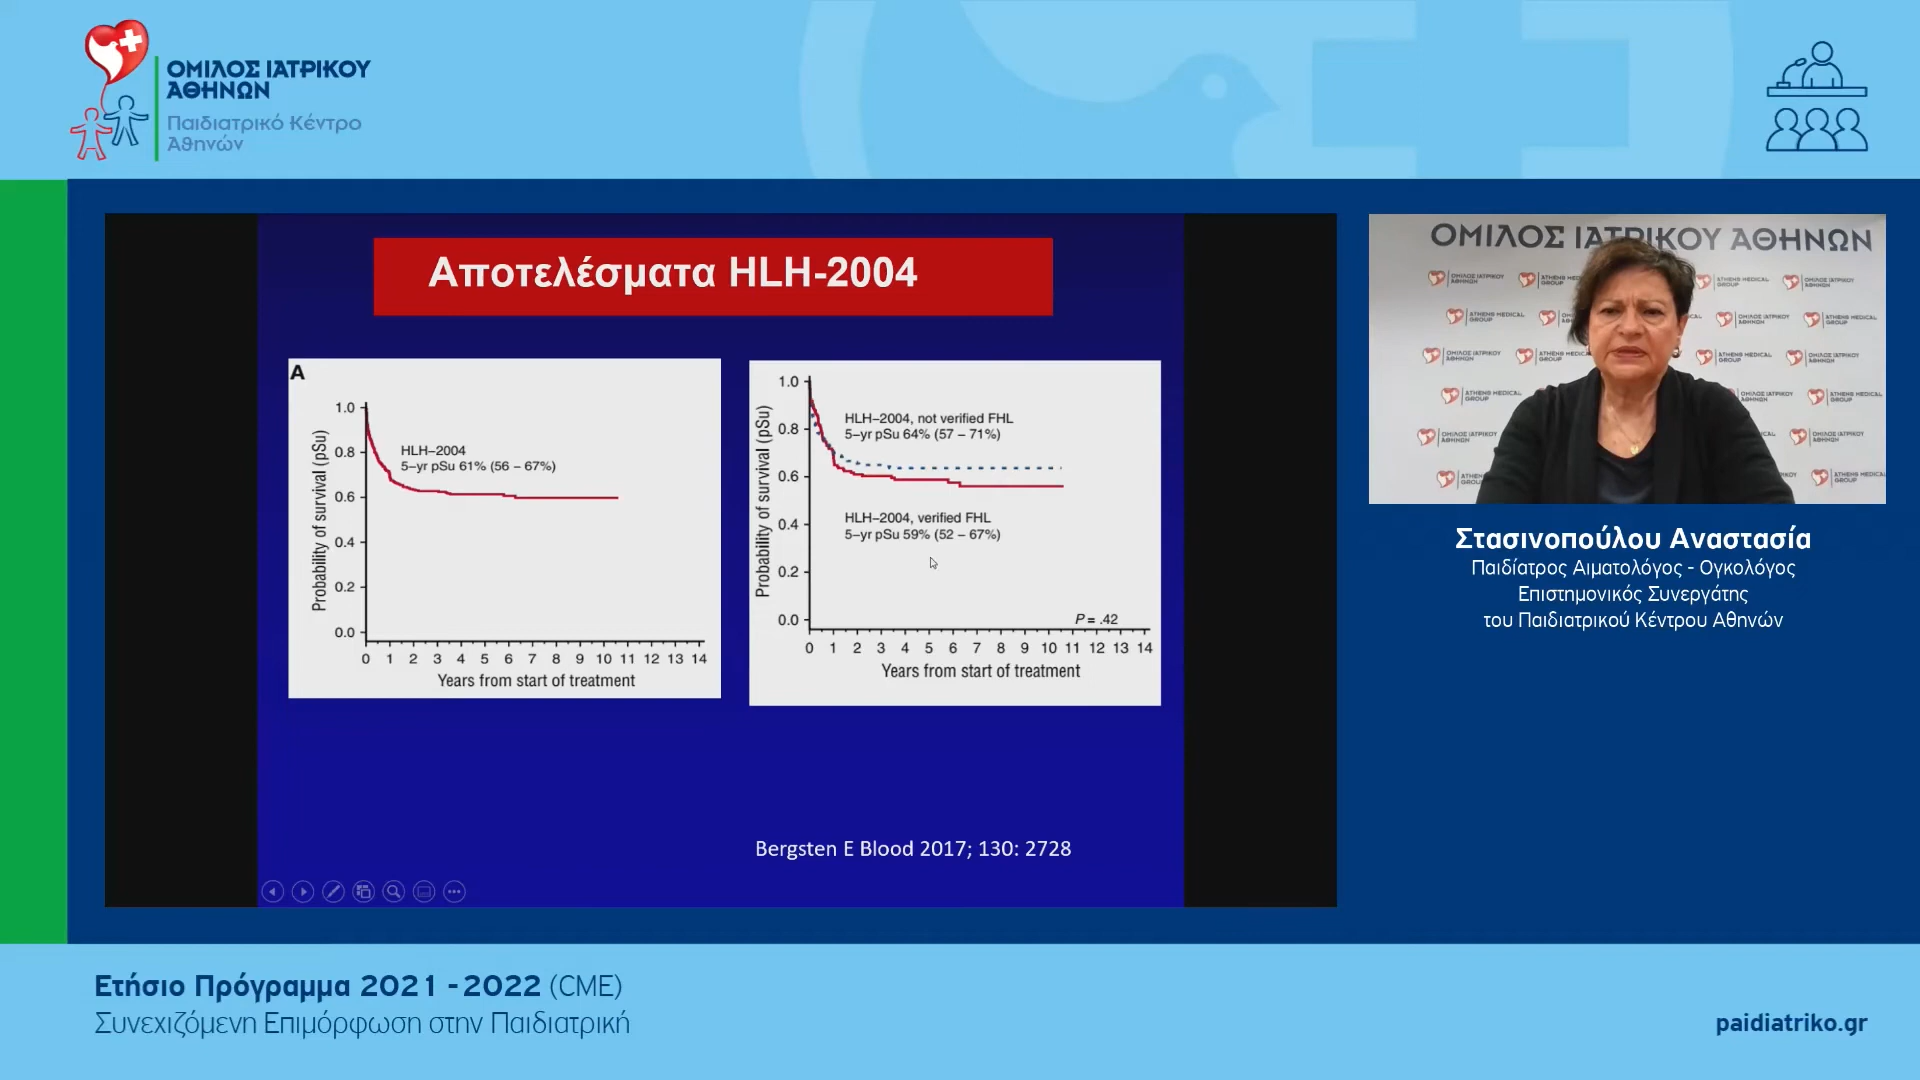 ΟΜΙΛΟΣ ΙΑΤΡΙΚΟΥ
ΑΘΗΝΩΝ
Παιδιατρικό Κέντρο
Αθηνών
Αποτελέσματα HLH-2004
A
Probability of survival (pSu)
1.0
0.8
0.6
0.4
0.2
0.0
HLH–2004
5–yr pSu 61% (56 – 67%)
0 1 2 3 4 5 6 7 8 9 10 11 12 13 14
Years from start of treatment
Probability of survival (pSu)
1.0
0.8
0.6
0.4
0.2
0.0
HLH–2004, not verified FHL
5–yr pSu 64% (57 – 71%)
HLH–2004, verified FHL
5–yr pSu 59% (52 – 67%)
P = .42
0 1 2 3 4 5 6 7 8 9 10 11 12 13 14
Years from start of treatment
Bergsten E Blood 2017; 130: 2728
ΟΜΙΛΟΣ ΙΑΤΡΙΚΟΥ ΑΘΗΝΩΝ
Στασινοπούλου Αναστασία
Παιδίατρος Αιματολόγος - Ογκολόγος
Επιστημονικός Συνεργάτης
του Παιδιατρικού Κέντρου Αθηνών
Ετήσιο Πρόγραμμα 2021 - 2022 (CME)
Συνεχιζόμενη Επιμόρφωση στην Παιδιατρική
paidiatriko.gr